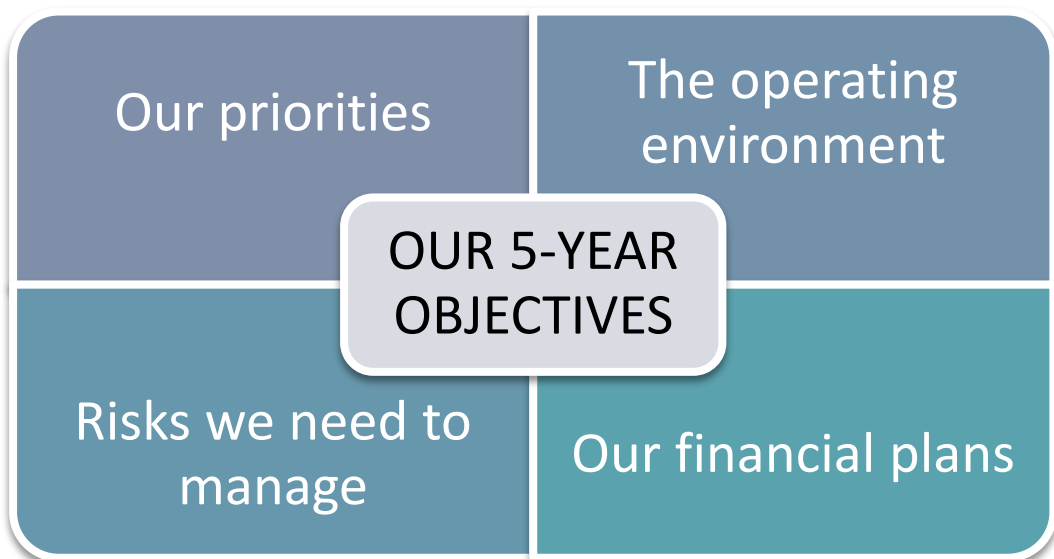 Our priorities
The operating
environment
OUR 5-YEAR
OBJECTIVES
Risks we need to
manage
Our financial plans